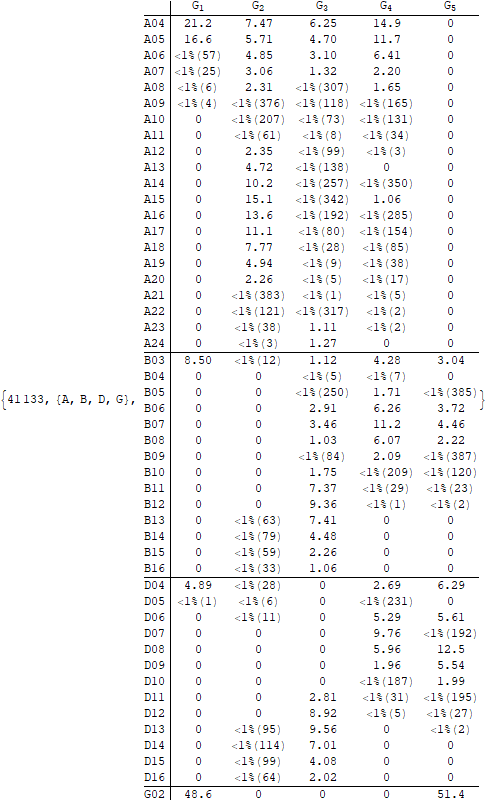 G1 G2 G3 G4 G5
A04 21.2 7.47 6.25 14.9 0
A05 16.6 5.71 4.70 11.7 0
A06 <1%(57) 4.85 3.10 6.41 0
A07 <1%(25) 3.06 1.32 2.20 0
A08 <1%(6) 2.31 <1%(307) 1.65 0
A09 <1%(4) <1%(376) <1%(118) <1%(165) 0
A10 0 <1%(207) <1%(73) <1%(131) 0
A11 0 <1%(61) <1%(8) <1%(34) 0
A12 0 2.35 <1%(99) <1%(3) 0
A13 0 4.72 <1%(138) 0 0
A14 0 10.2 <1%(257) <1%(350) 0
A15 0 15.1 <1%(342) 1.06 0
A16 0 13.6 <1%(192) <1%(285) 0
A17 0 11.1 <1%(80) <1%(154) 0
A18 0 7.77 <1%(28) <1%(85) 0
A19 0 4.94 <1%(9) <1%(38) 0
A20 0 2.26 <1%(5) <1%(17) 0
A21 0 <1%(383) <1%(1) <1%(5) 0
A22 0 <1%(121) <1%(317) <1%(2) 0
A23 0 <1%(38) 1.11 <1%(2) 0
A24 0 <1%(3) 1.27 0 0
B03 8.50 <1%(12) 1.12 4.28 3.04
B04 0 0 <1%(5) <1%(7) 0
{41133, {A, B, D, G}, B05 0 0 <1%(250) 1.71 <1%(385) }
B06 0 0 2.91 6.26 3.72
B07 0 0 3.46 11.2 4.46
B08 0 0 1.03 6.07 2.22
B09 0 0 <1%(84) 2.09 <1%(387)
B10 0 0 1.75 <1%(209) <1%(120)
B11 0 0 7.37 <1%(29) <1%(23)
B12 0 0 9.36 <1%(1) <1%(2)
B13 0 <1%(63) 7.41 0 0
B14 0 <1%(79) 4.48 0 0
B15 0 <1%(59) 2.26 0 0
B16 0 <1%(33) 1.06 0 0
D04 4.89 <1%(28) 0 2.69 6.29
D05 <1%(1) <1%(6) 0 <1%(231) 0
D06 0 <1%(11) 0 5.29 5.61
D07 0 0 0 9.76 <1%(192)
D08 0 0 0 5.96 12.5
D09 0 0 0 1.96 5.54
D10 0 0 0 <1%(187) 1.99
D11 0 0 2.81 <1%(31) <1%(195)
D12 0 0 8.92 <1%(5) <1%(27)
D13 0 <1%(95) 9.56 0 <1%(2)
D14 0 <1%(114) 7.01 0 0
D15 0 <1%(99) 4.08 0 0
D16 0 <1%(64) 2.02 0 0
G02 48.6 0 0 0 51.4